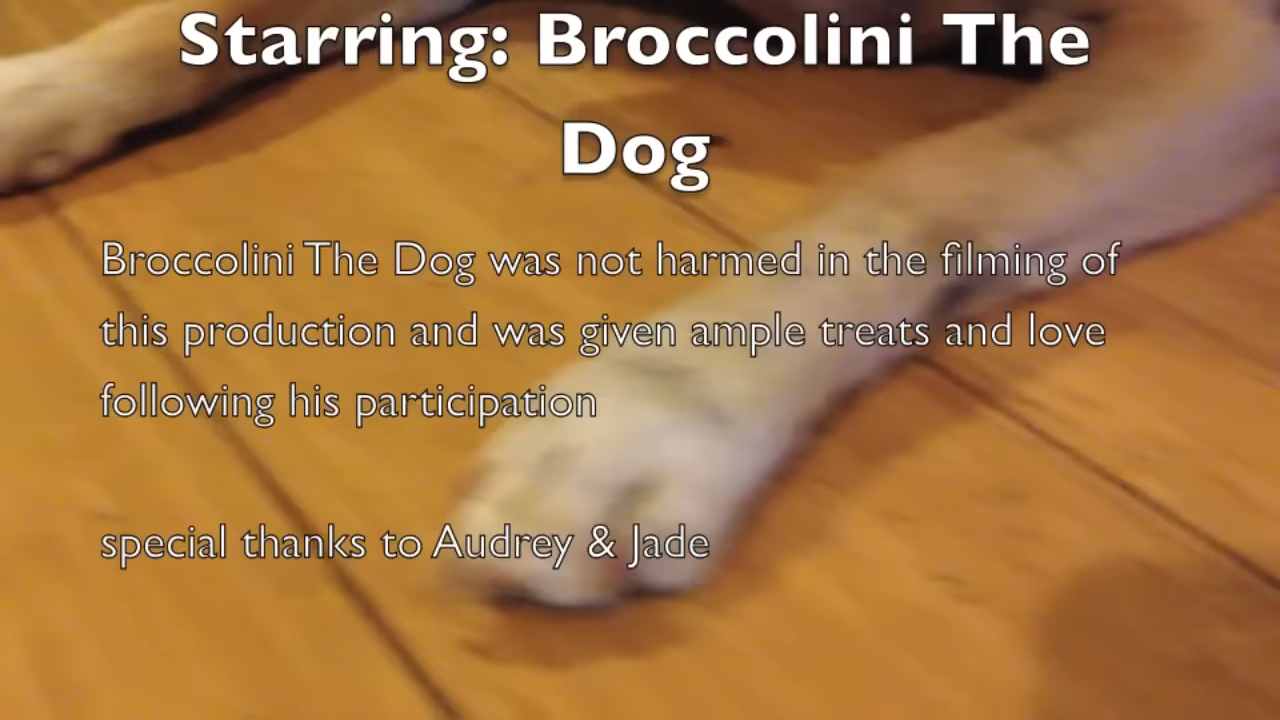 Starring: Broccolini The
Dog
Broccolini The Dog was not harmed in the filming of
this production and was given ample treats and love
following his participation
special thanks to Audrey & Jade